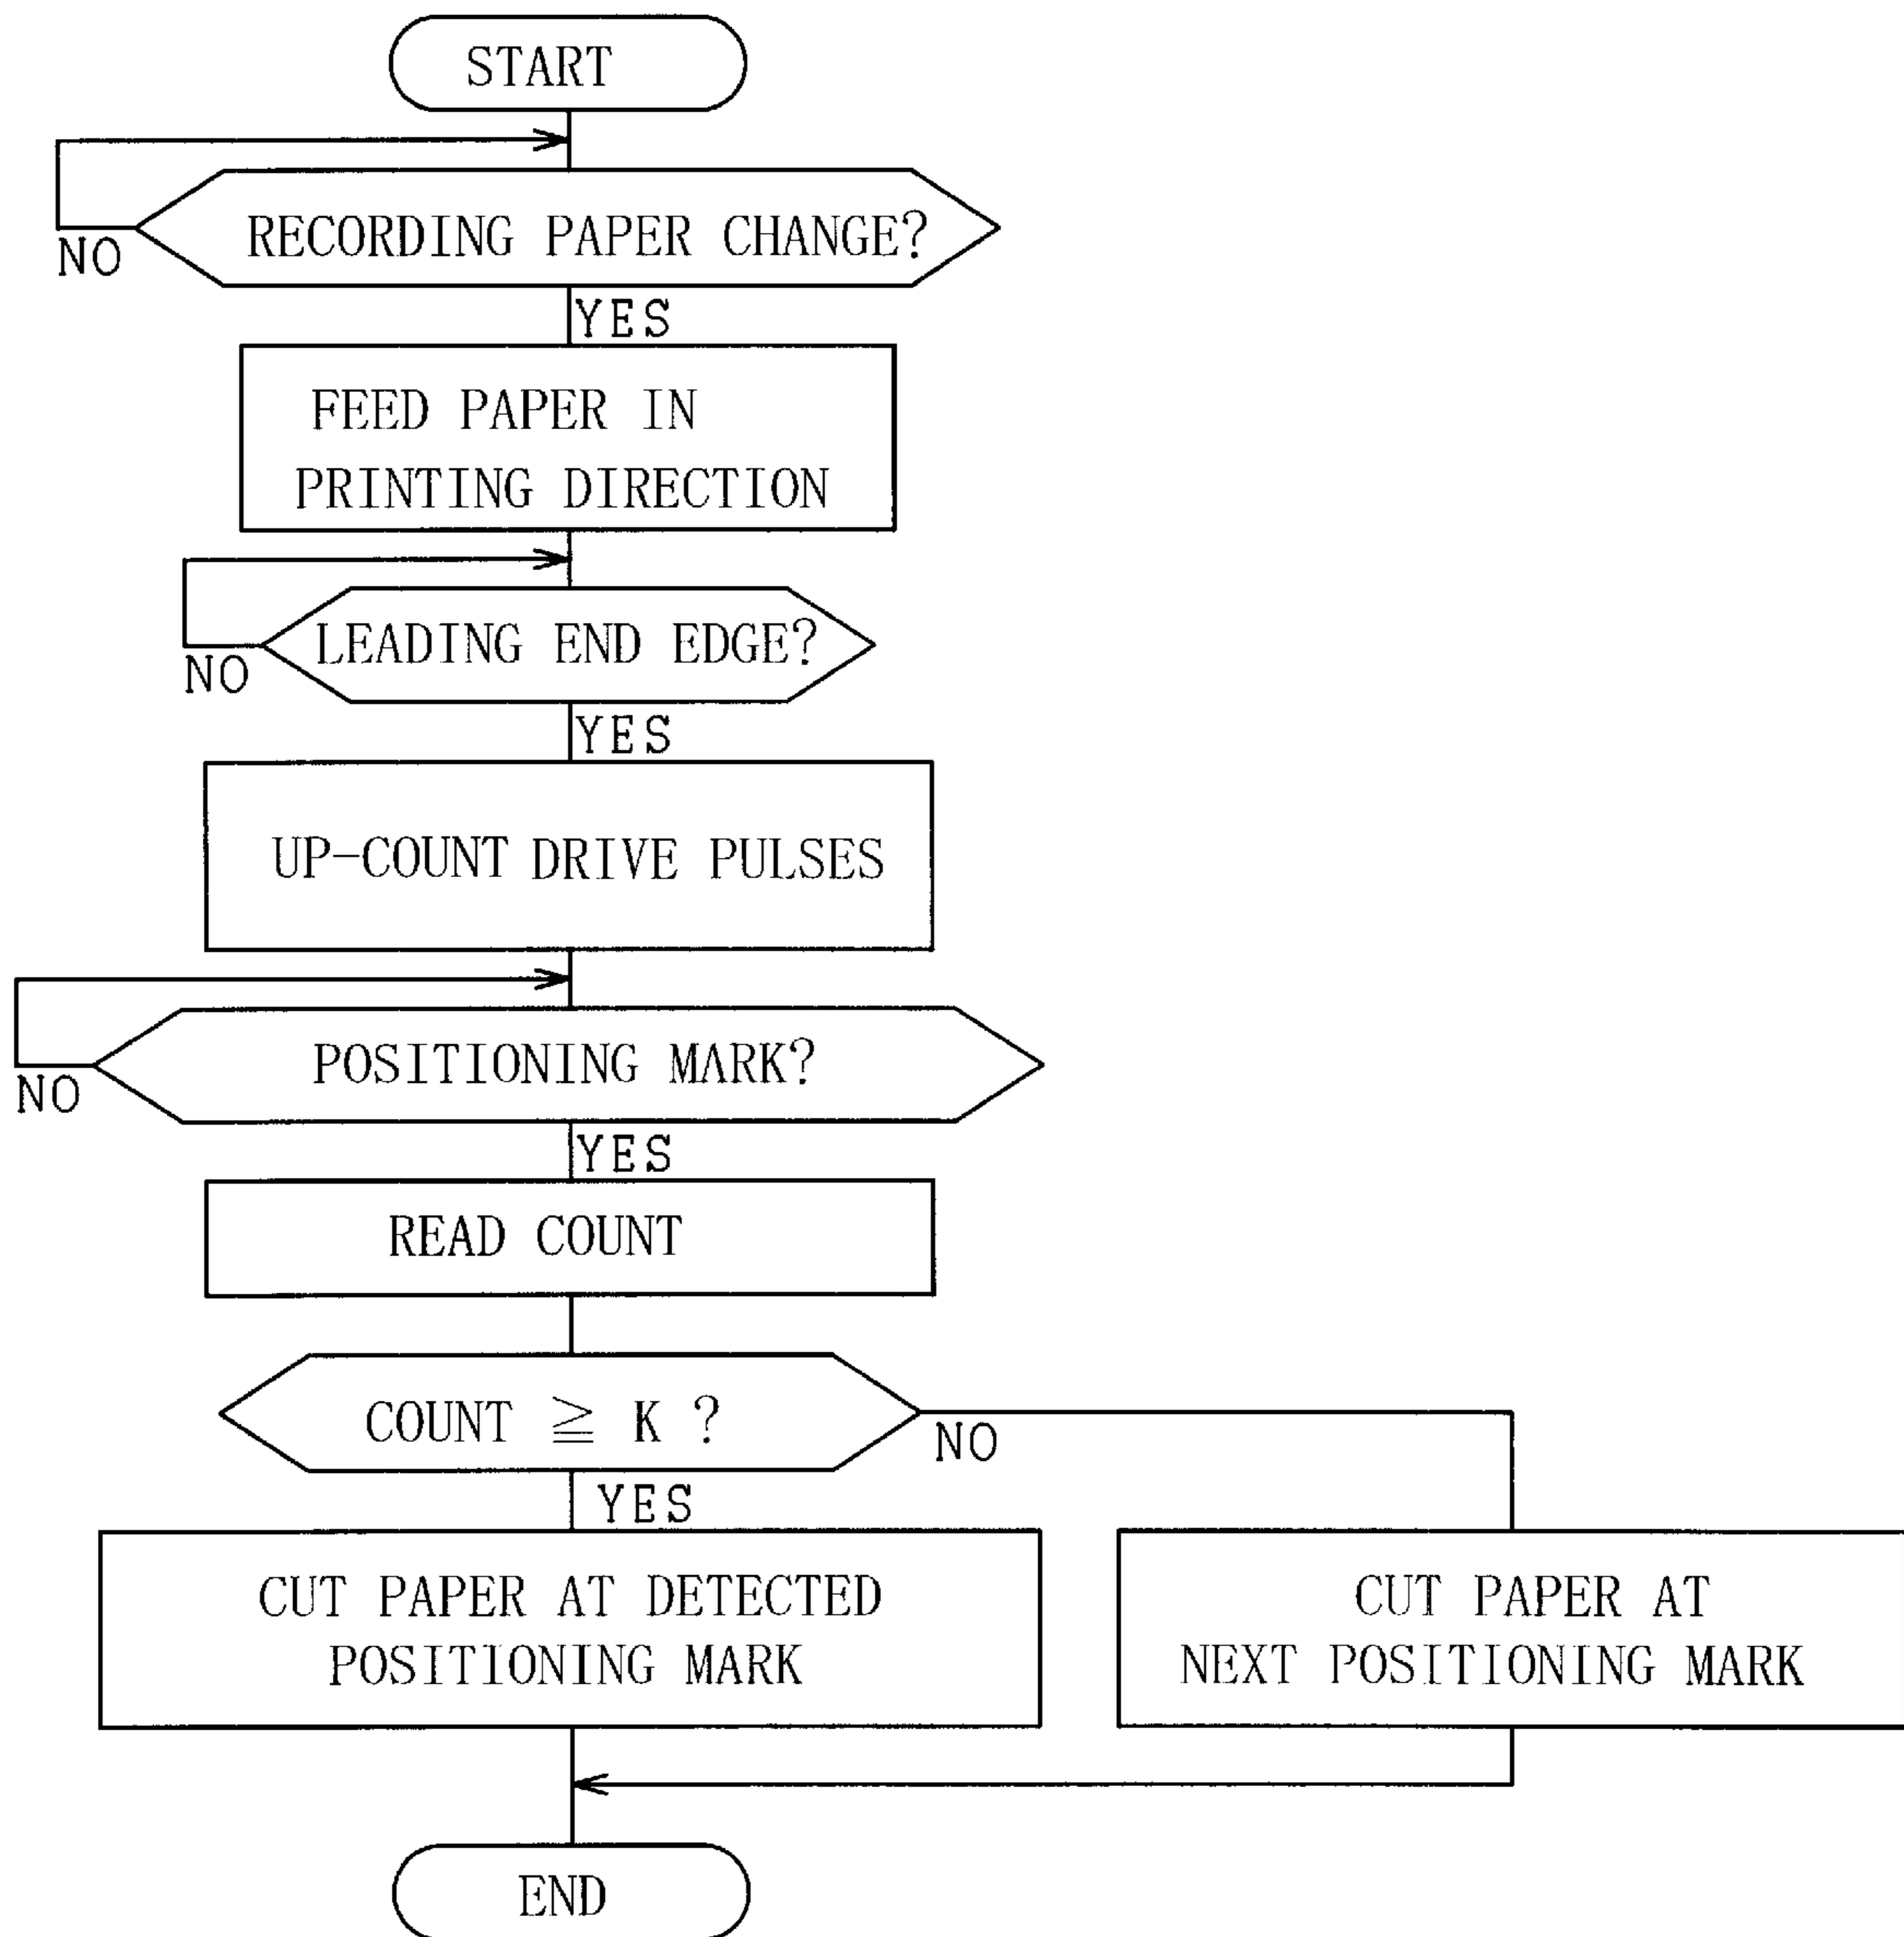 START
RECORDING PAPER CHANGE?
NO
YES
FEED PAPER IN
PRINTING DIRECTION
LEADING END EDGE?
NO
YES
UP-COUNT DRIVE PULSES
POSITIONING MARK?
NO
YES
READ COUNT
COUNT ≧ K ?
NO
YES
CUT PAPER AT DETECTED
POSITIONING MARK
CUT PAPER AT
NEXT POSITIONING MARK
END